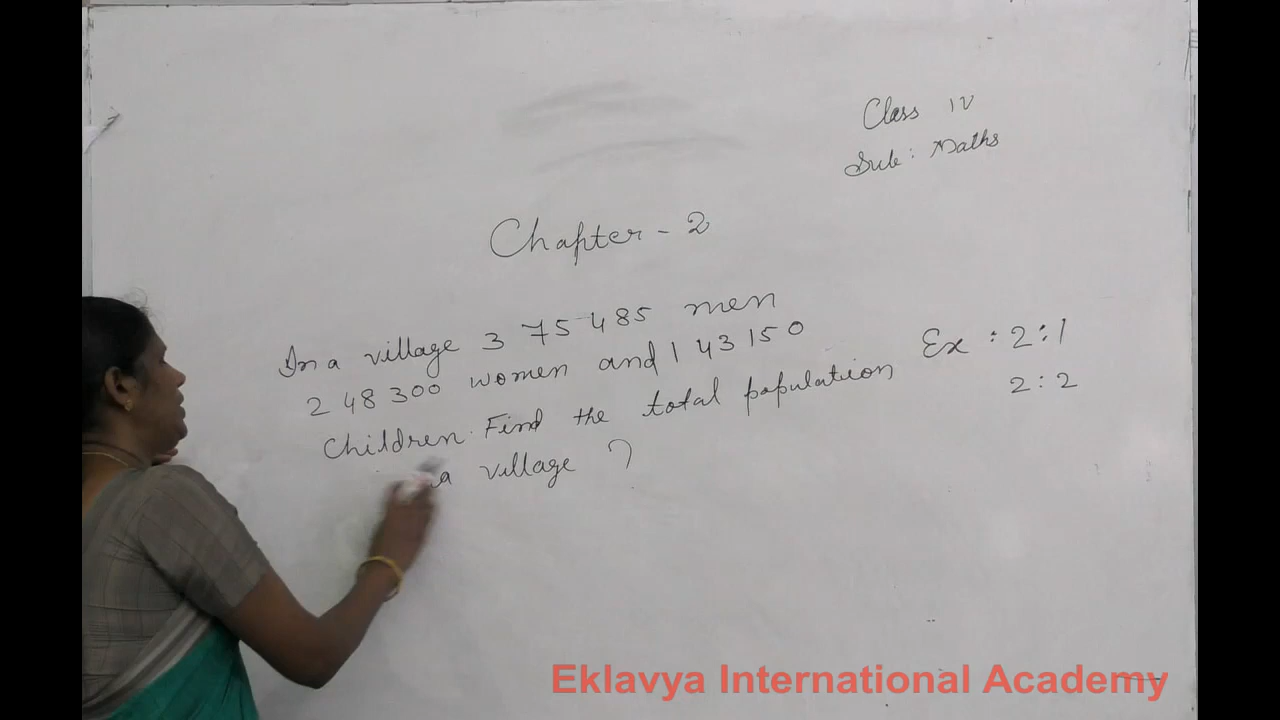 Class IV
Sub: Maths
Chapter - 2
In a village 3 75 485 men
2 48 300 women and 1 43 150
Children. Find the total population
a village ?
Ex : 2:1
2:2
Eklavya International Academy